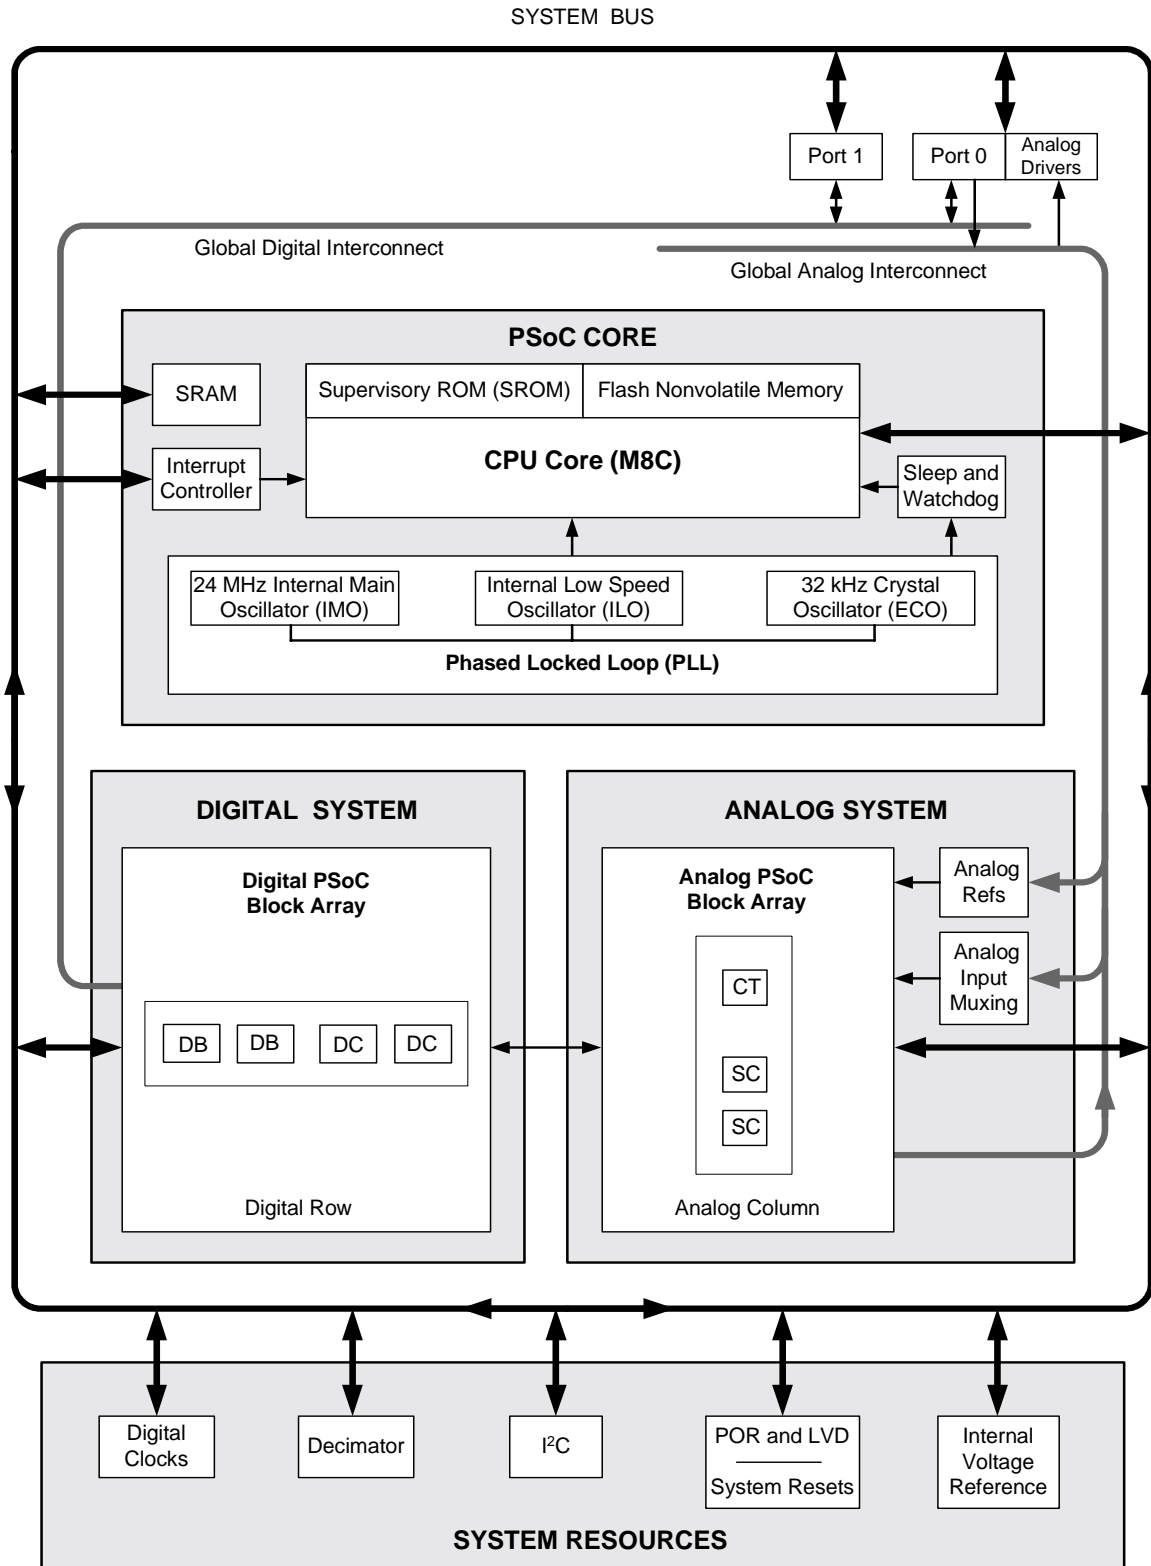 SYSTEM BUS
Port 1
Port 0
Analog
Drivers
Global Digital Interconnect
Global Analog Interconnect
PSoC CORE
SRAM
Supervisory ROM (SROM)
Flash Nonvolatile Memory
CPU Core (M8C)
Interrupt
Controller
Sleep and
Watchdog
24 MHz Internal Main
Oscillator (IMO)
Internal Low Speed
Oscillator (ILO)
32 kHz Crystal
Oscillator (ECO)
Phased Locked Loop (PLL)
DIGITAL SYSTEM
Digital PSoC
Block Array
DB
DB
DC
DC
Digital Row
ANALOG SYSTEM
Analog PSoC
Block Array
CT
SC
SC
Analog Column
Analog
Refs
Analog
Input
Muxing
Digital
Clocks
Decimator
I²C
POR and LVD
System Resets
Internal
Voltage
Reference
SYSTEM RESOURCES